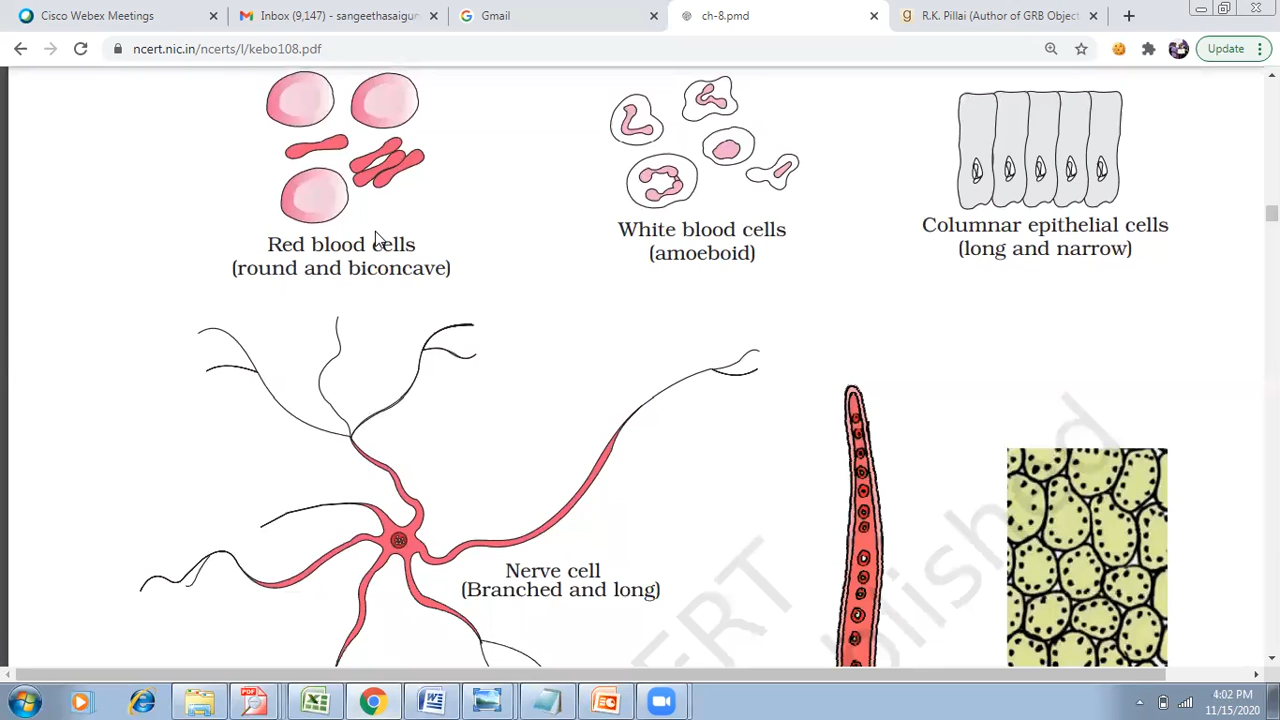 Cisco Webex Meetings
Inbox (9,147) - sangeethasaigun
Gmail
ch-8.pmd
R.K. Pillai (Author of GRB Object
ncert.nic.in/ncerts/l/kebo108.pdf
Update
Red blood cells
(round and biconcave)
White blood cells
(amoeboid)
Columnar epithelial cells
(long and narrow)
Nerve cell
(Branched and long)
4:02 PM
11/15/2020